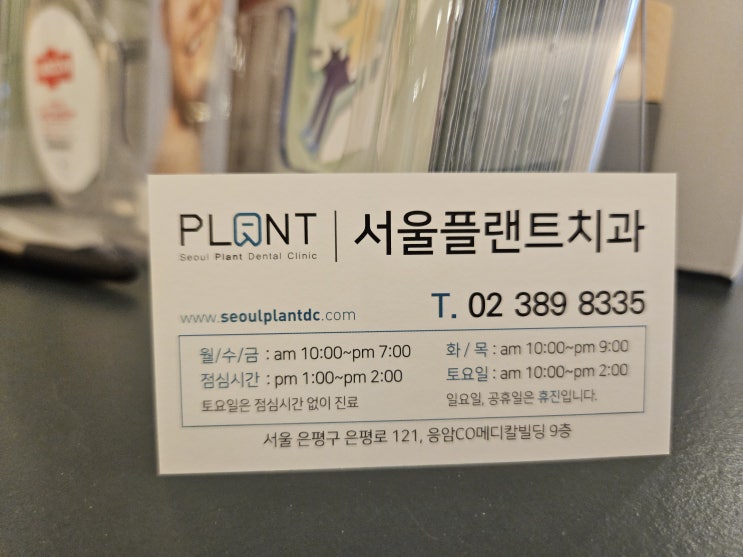 PLANT
Seoul Plant Dental Clinic
서울플랜트치과
www.seoulplantdc.com
T. 02 389 8335
월/수/금 : am 10:00~pm 7:00
점심시간 : pm 1:00~pm 2:00
토요일은 점심시간 없이 진료
화 / 목 : am 10:00~pm 9:00
토요일 : am 10:00~pm 2:00
일요일, 공휴일은 휴진입니다.
서울 은평구 은평로 121, 응암CO메디칼빌딩 9층